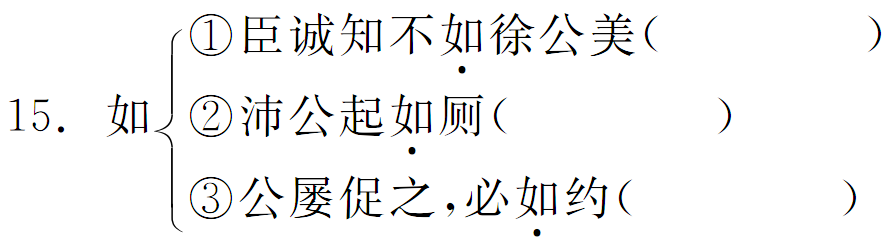 15. 如
①臣诚知不如徐公美(　　)
②沛公起如厕(　　)
③公屡促之,必如约(　　)